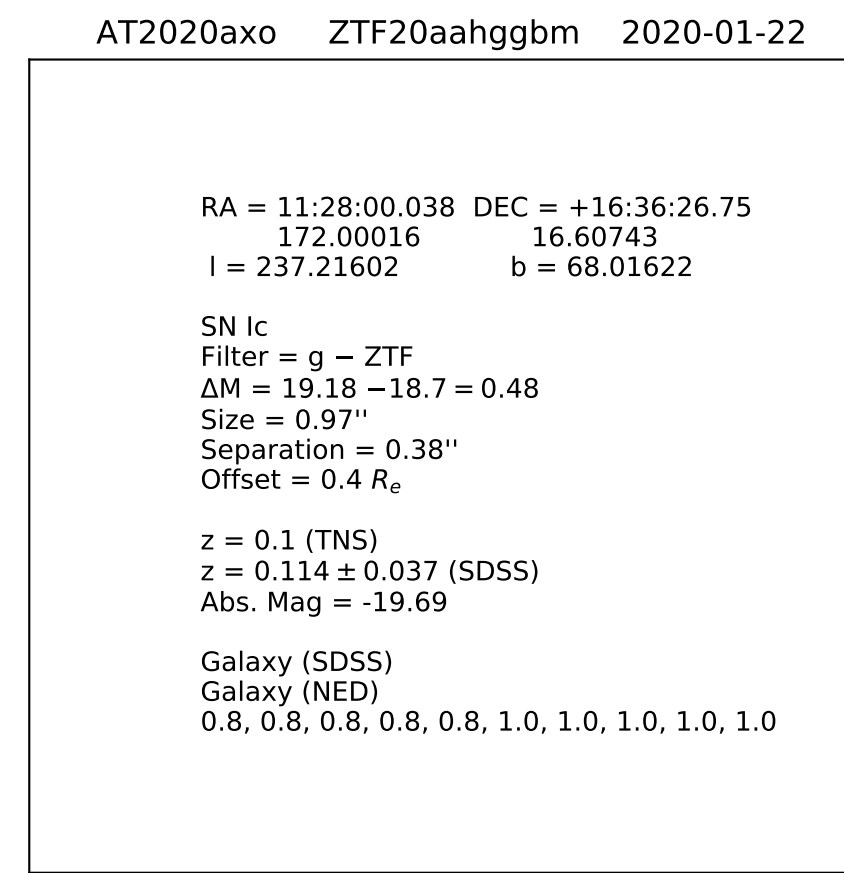 AT2020axo ZTF20aahggbm 2020-01-22
RA = 11:28:00.038 DEC = +16:36:26.75
172.00016 16.60743
l = 237.21602 b = 68.01622
SN Ic
Filter = g − ZTF
ΔM = 19.18 −18.7 = 0.48
Size = 0.97''
Separation = 0.38''
Offset = 0.4 Rₑ
z = 0.1 (TNS)
z = 0.114 ± 0.037 (SDSS)
Abs. Mag = -19.69
Galaxy (SDSS)
Galaxy (NED)
0.8, 0.8, 0.8, 0.8, 0.8, 1.0, 1.0, 1.0, 1.0, 1.0